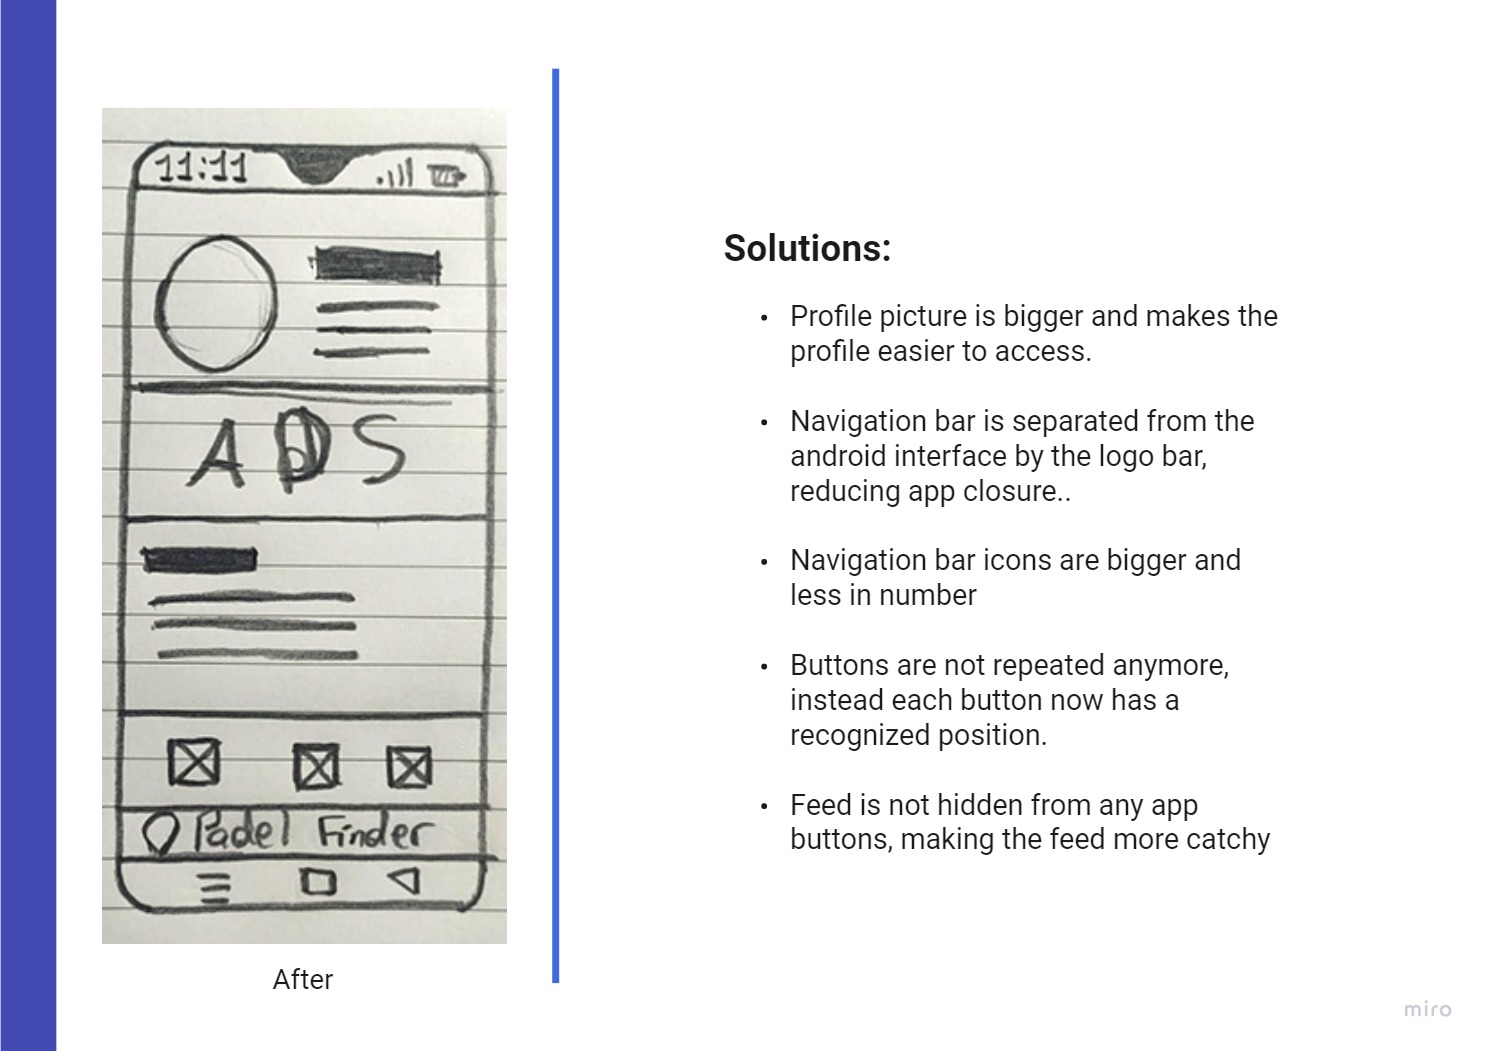 11:11
ADS
Padel Finder
After
Solutions:
• Profile picture is bigger and makes the
profile easier to access.
• Navigation bar is separated from the
android interface by the logo bar,
reducing app closure..
• Navigation bar icons are bigger and
less in number
• Buttons are not repeated anymore,
instead each button now has a
recognized position.
• Feed is not hidden from any app
buttons, making the feed more catchy
miro